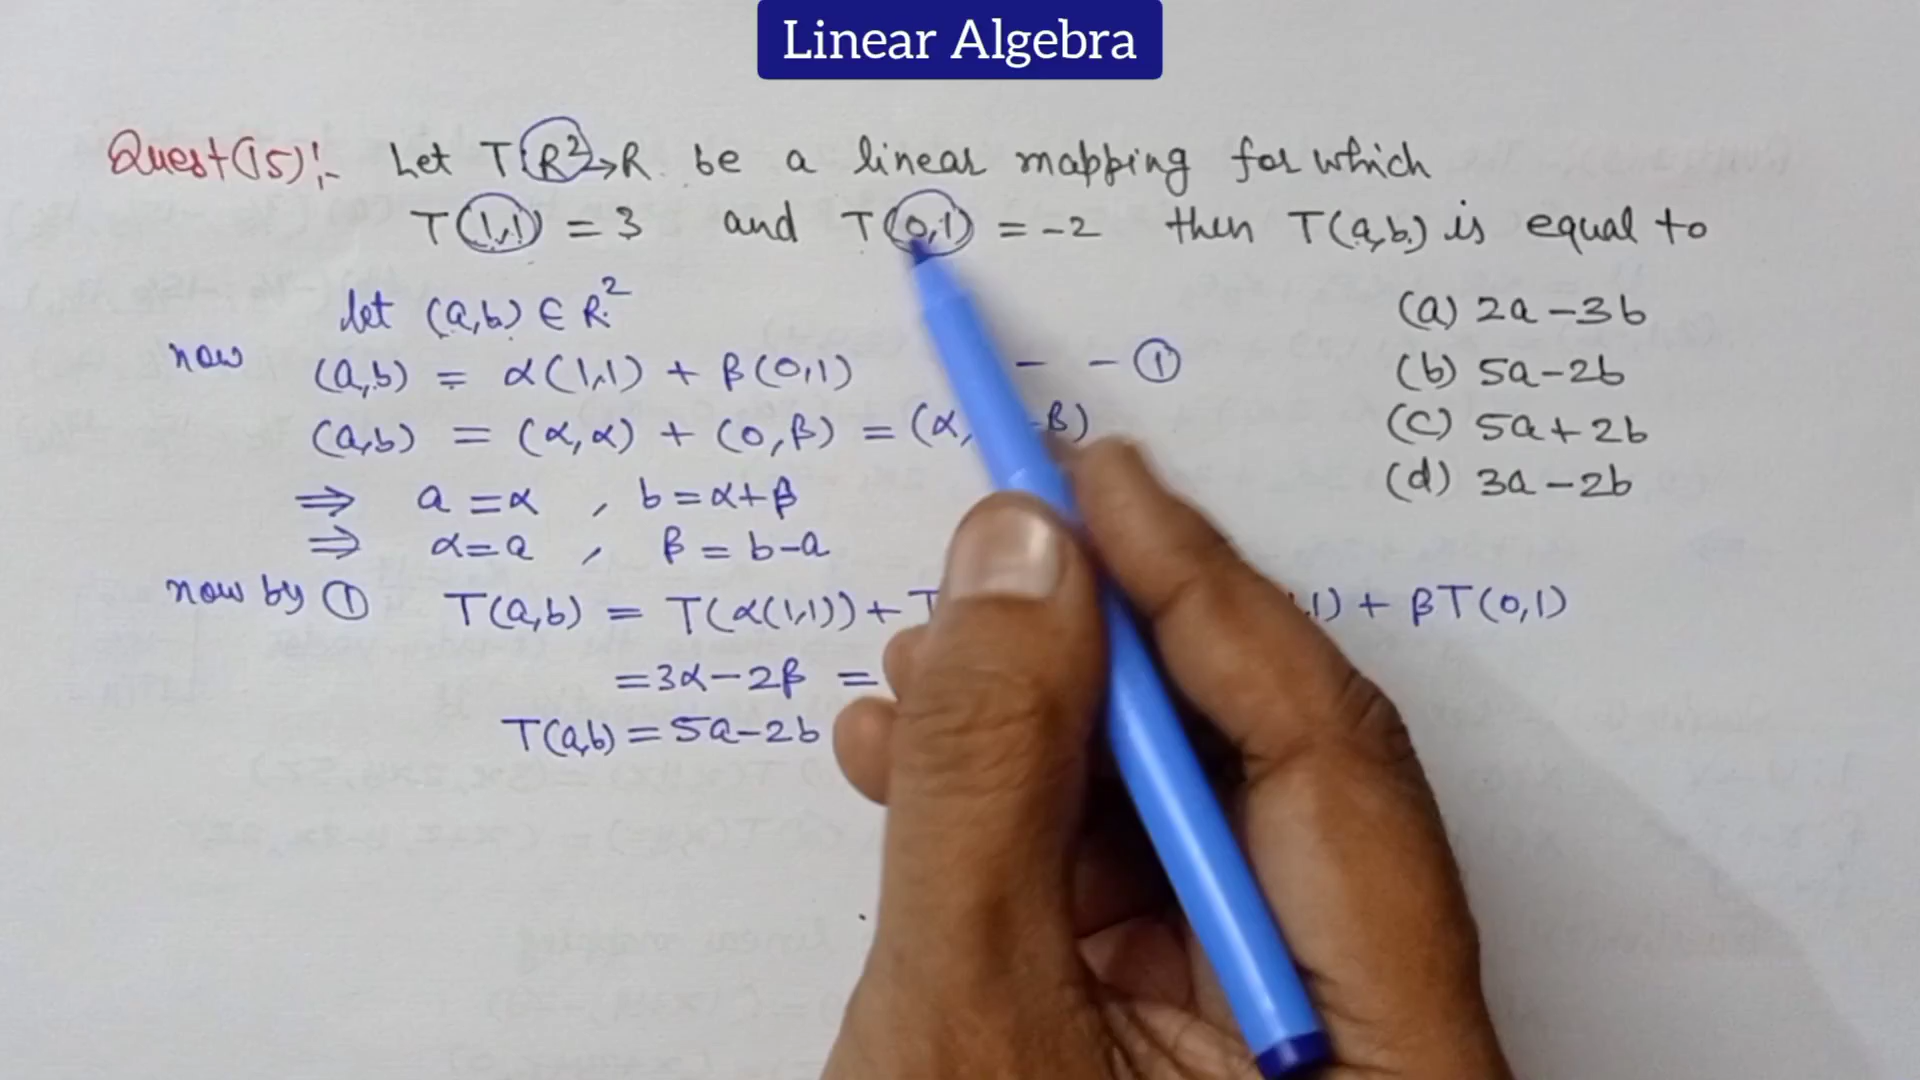 Linear Algebra
Quest(15):- Let T:R²→R be a linear mapping for which
T(1,1) = 3 and T(0,1) = -2 then T(a,b) is equal to
let (a,b) ∈ R²
(a) 2a-3b
now (a,b) = α(1,1) + β(0,1) - - ①
(b) 5a-2b
(a,b) = (α,α) + (0,β) = (α, β)
(c) 5a+2b
⇒ a = α , b = α+β
(d) 3a-2b
⇒ α = a , β = b-a
now by ① T(a,b) = T(α(1,1)) + T ,1) + βT(0,1)
= 3α-2β =
T(a,b) = 5a-2b